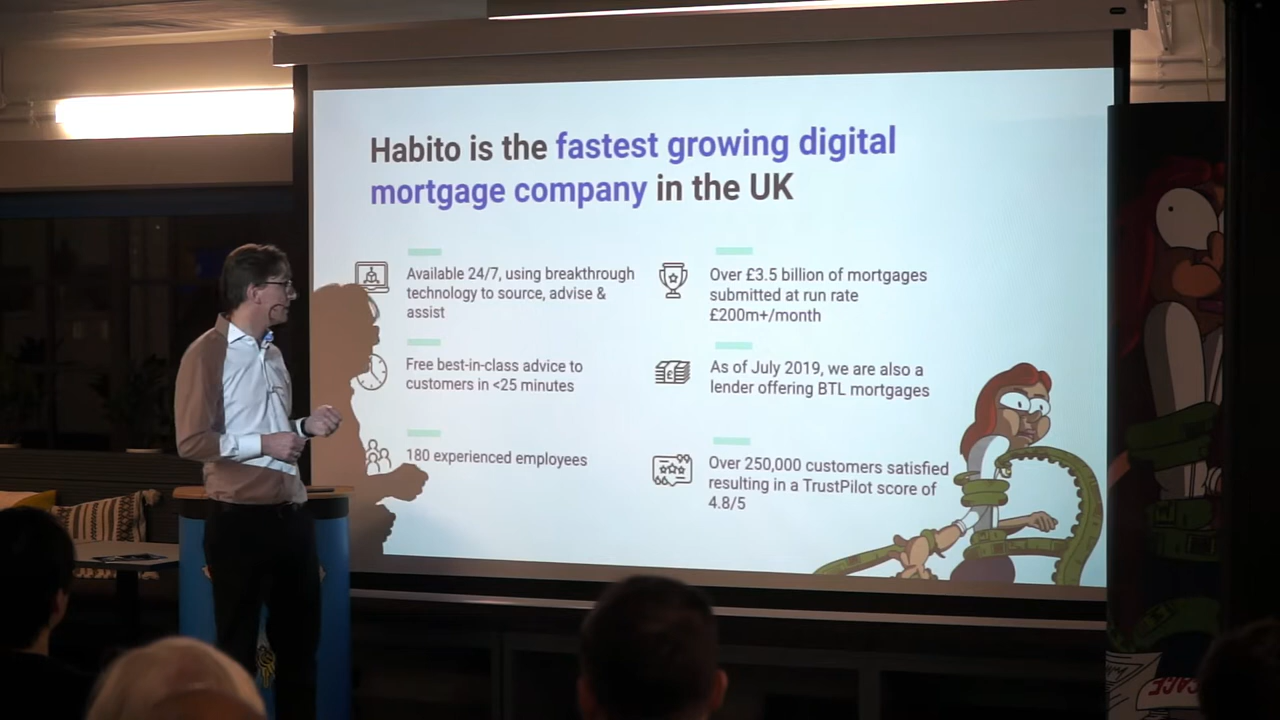 Habito is the fastest growing digital
mortgage company in the UK
Available 24/7, using breakthrough
technology to source, advise &
assist
Free best-in-class advice to
customers in <25 minutes
180 experienced employees
Over £3.5 billion of mortgages
submitted at run rate
£200m+/month
As of July 2019, we are also a
lender offering BTL mortgages
Over 250,000 customers satisfied
resulting in a TrustPilot score of
4.8/5